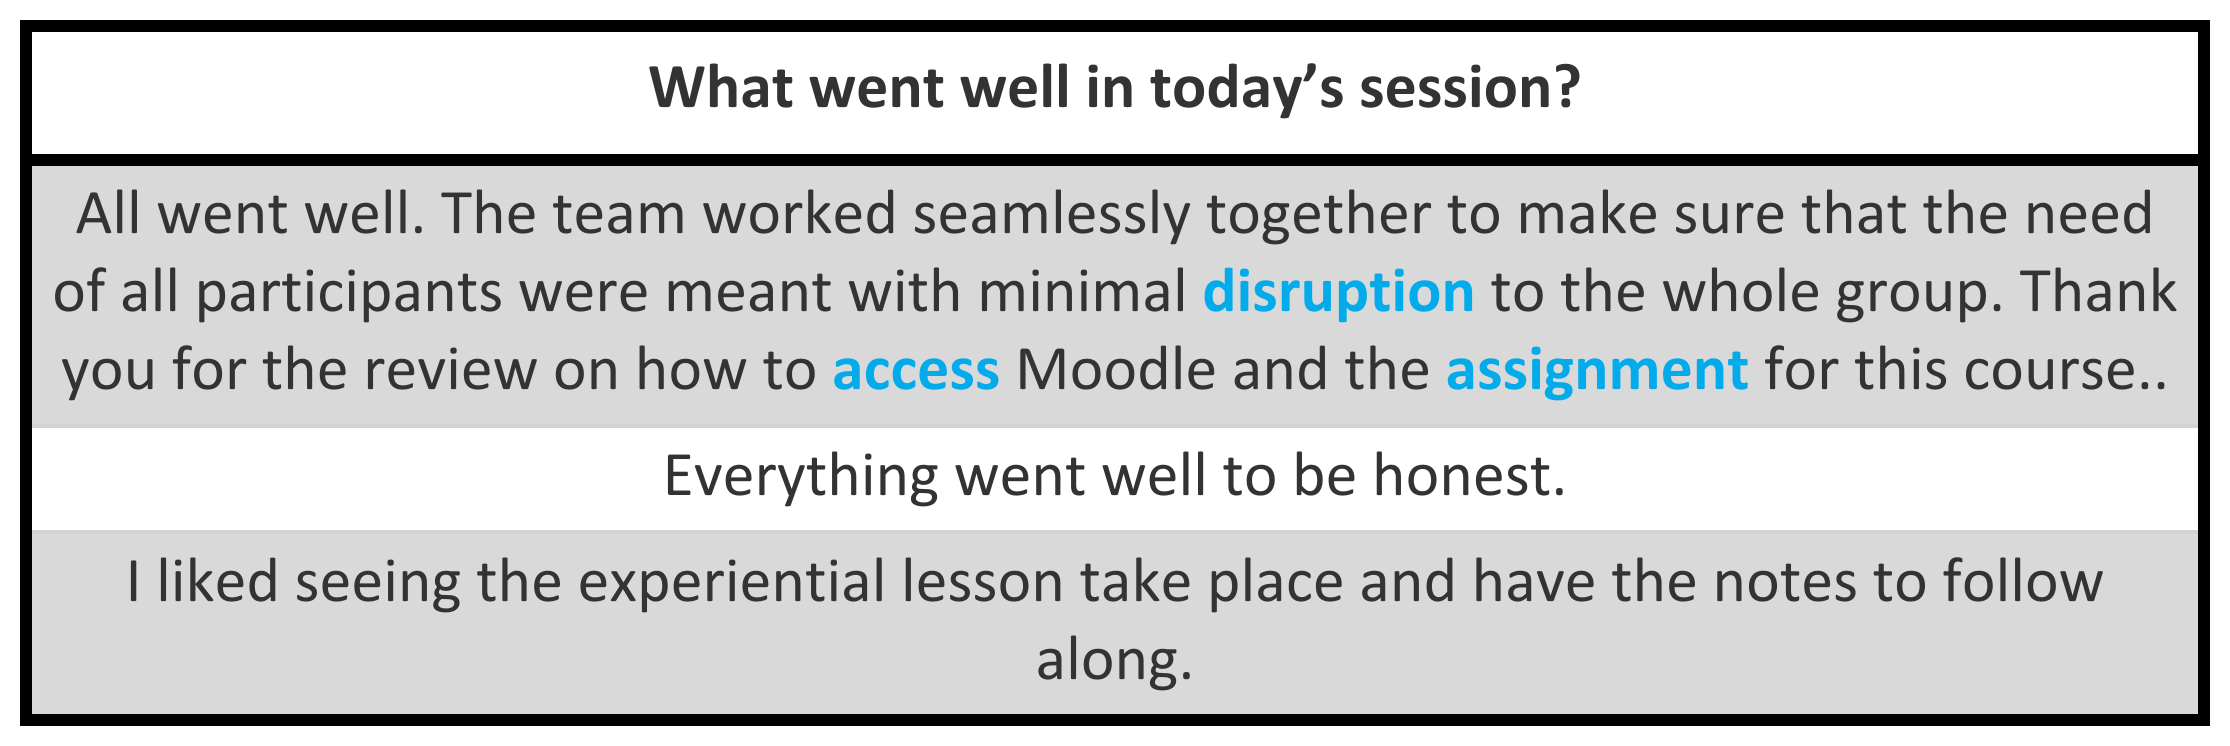 What went well in today’s session?
All went well. The team worked seamlessly together to make sure that the need
of all participants were meant with minimal disruption to the whole group. Thank
you for the review on how to access Moodle and the assignment for this course..
Everything went well to be honest.
I liked seeing the experiential lesson take place and have the notes to follow
along.